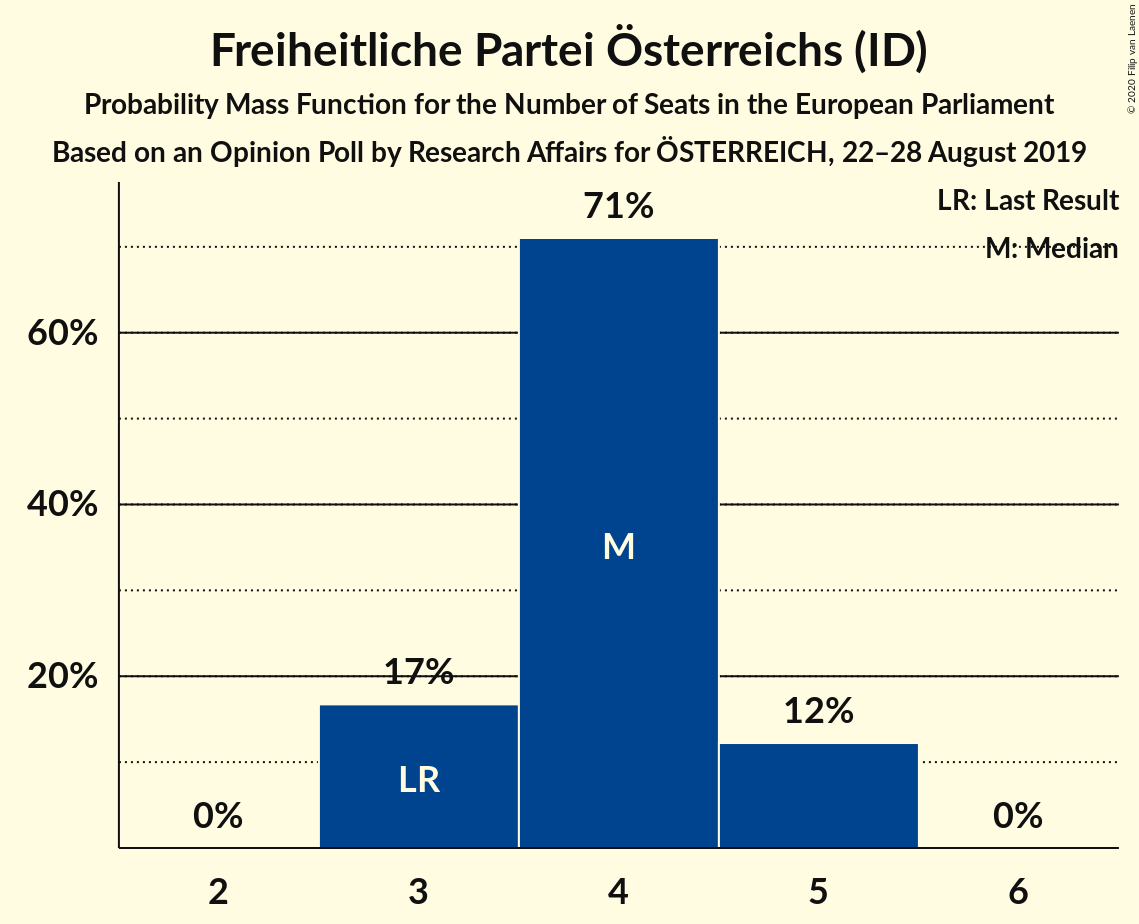 Freiheitliche Partei Österreichs (ID)
Probability Mass Function for the Number of Seats in the European Parliament
Based on an Opinion Poll by Research Affairs for ÖSTERREICH, 22–28 August 2019
© 2020 Filip van Laenen
LR: Last Result
M: Median
71%
60%
40%
M
20%
17%
12%
LR
0%
0%
2 3 4 5 6